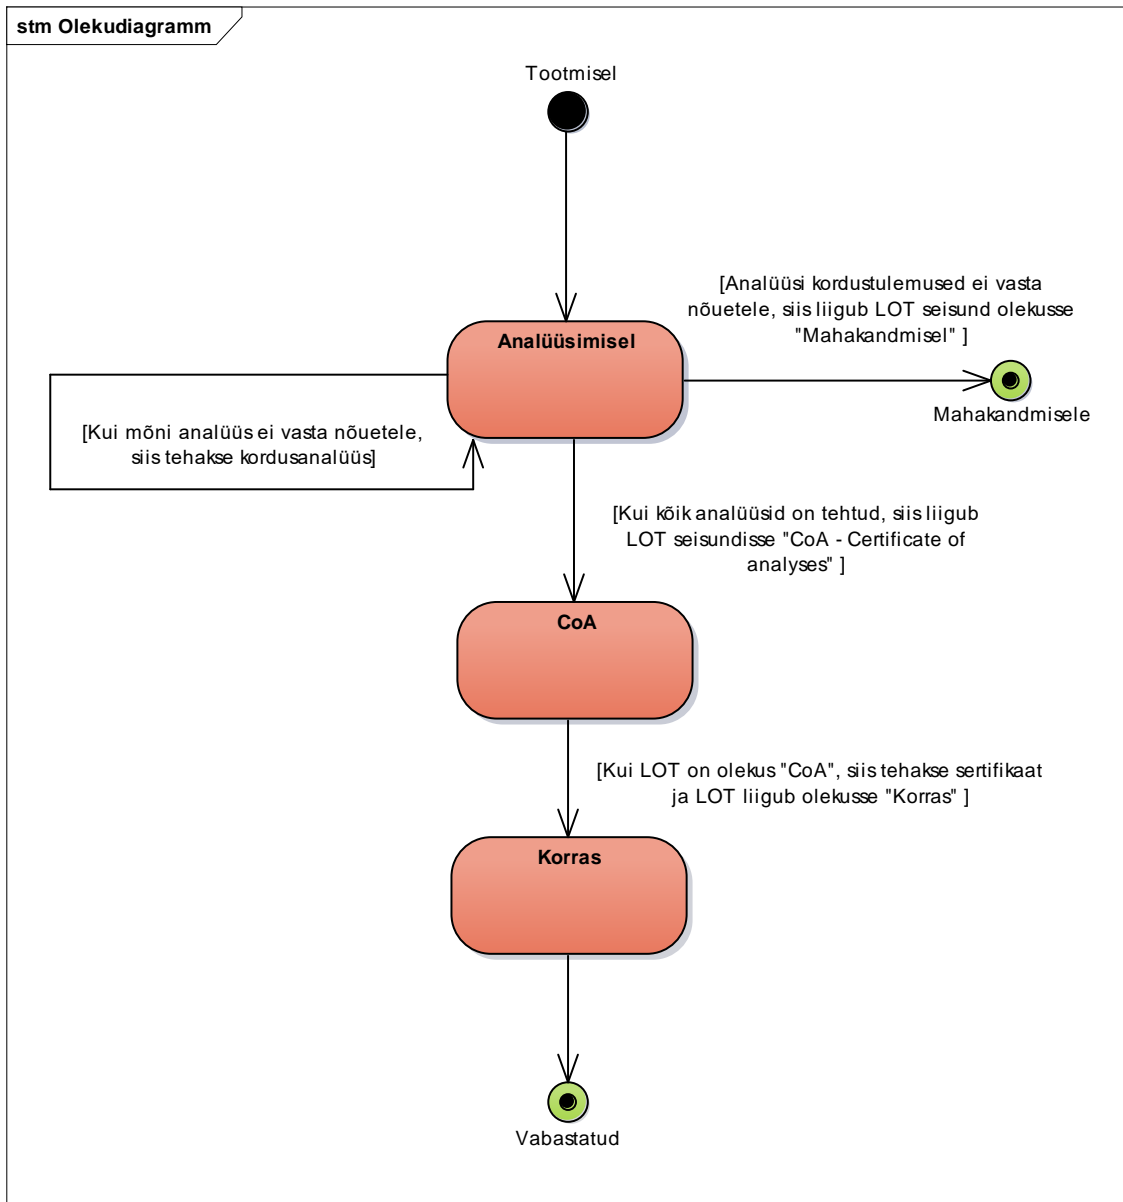 stm Olekudiagramm
Tootmisel
[Analüüsi kordustulemused ei vasta
nõuetele, siis liigub LOT seisund olekusse
"Mahakandmisel" ]
Analüüsimisel
Mahakandmisele
[Kui mõni analüüs ei vasta nõuetele,
siis tehakse kordusanalüüs]
[Kui kõik analüüsid on tehtud, siis liigub
LOT seisundisse "CoA - Certificate of
analyses" ]
CoA
[Kui LOT on olekus "CoA", siis tehakse sertifikaat
ja LOT liigub olekusse "Korras" ]
Korras
Vabastatud